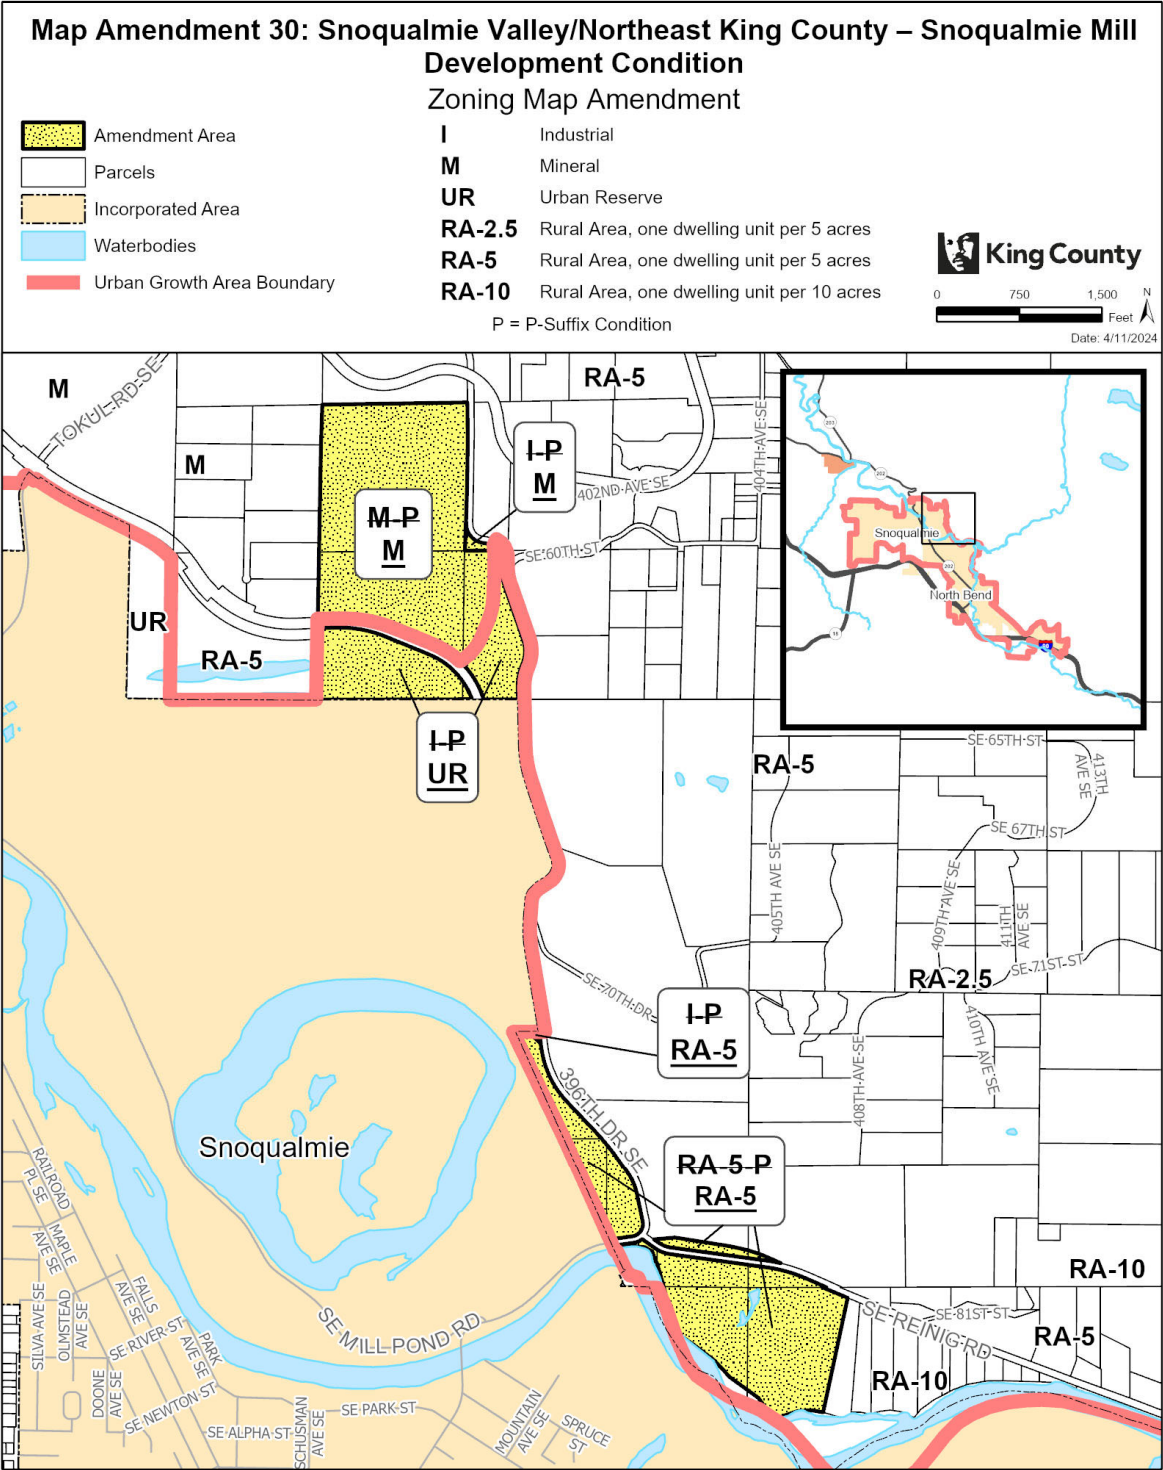 Map Amendment 30: Snoqualmie Valley/Northeast King County – Snoqualmie Mill
Development Condition
Zoning Map Amendment
Amendment Area
Parcels
Incorporated Area
Waterbodies
Urban Growth Area Boundary
I Industrial
M Mineral
UR Urban Reserve
RA-2.5 Rural Area, one dwelling unit per 5 acres
RA-5 Rural Area, one dwelling unit per 5 acres
RA-10 Rural Area, one dwelling unit per 10 acres
P = P-Suffix Condition
King County
0 750 1,500
Feet
N
Date: 4/11/2024
M
TOKUL RD SE
M
RA-5
I-P
M
402ND AVE SE
404TH AVE SE
M-P
M
SE 60TH ST
UR
RA-5
I-P
UR
203
202
Snoqualmie
202
North Bend
18
SE 65TH ST
RA-5
413TH
AVE SE
SE 67TH ST
405TH AVE SE
409TH AVE SE
411TH
AVE SE
SE 71ST ST
RA-2.5
SE 70TH DR
I-P
RA-5
410TH AVE SE
408TH AVE SE
396TH DR SE
Snoqualmie
RA-5-P
RA-5
RAILROAD
PL SE
MAPLE
AVE SE
FALLS
AVE SE
PARK
AVE SE
SILVA AVE SE
OLMSTEAD
AVE SE
SE RIVER ST
DOONE
AVE SE
SE NEWTON ST
SE ALPHA ST
SCHUSMAN
AVE SE
SE PARK ST
SE MILL POND RD
MOUNTAIN
AVE SE
SPRUCE
ST
RA-10
SE REINIG RD
SE 81ST ST
RA-5
RA-10